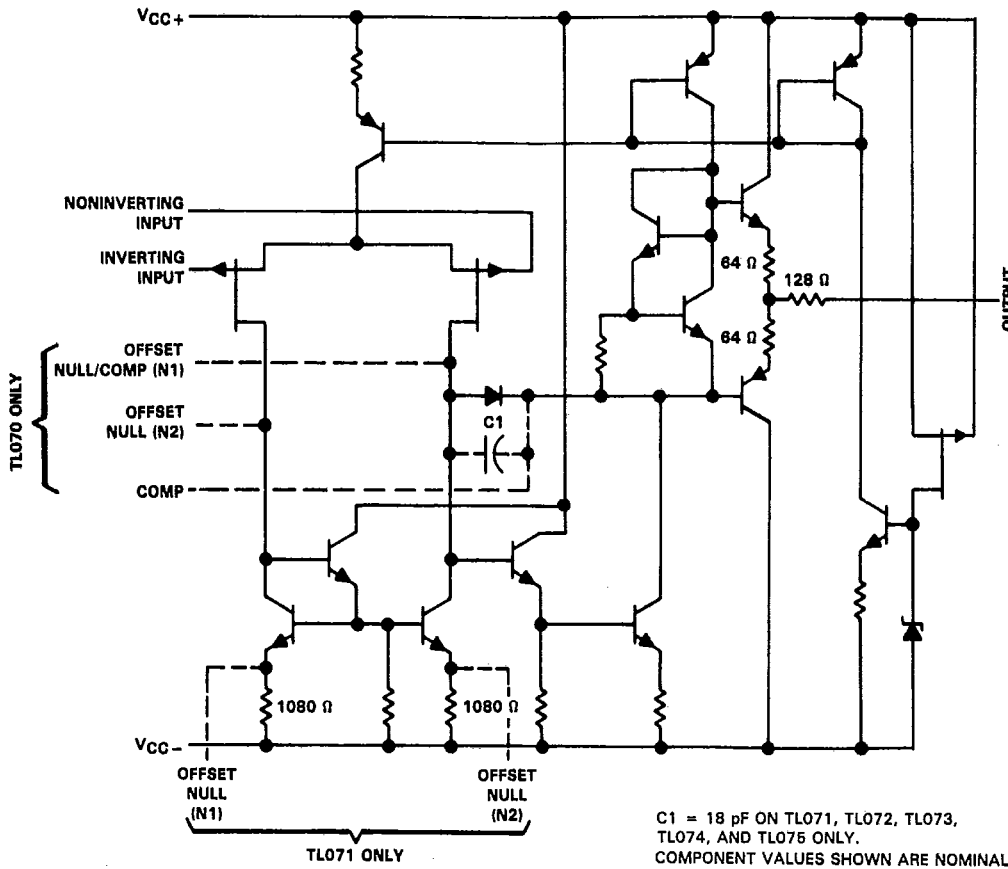 VCC+
NONINVERTING
INPUT
INVERTING
INPUT
64 Ω
128 Ω
OUTPUT
64 Ω
TL070 ONLY
OFFSET
NULL/COMP (N1)
OFFSET
NULL (N2)
C1
COMP
1080 Ω
1080 Ω
VCC−
OFFSET
NULL
(N1)
OFFSET
NULL
(N2)
TL071 ONLY
C1 = 18 pF ON TL071, TL072, TL073,
TL074, AND TL075 ONLY.
COMPONENT VALUES SHOWN ARE NOMINAL